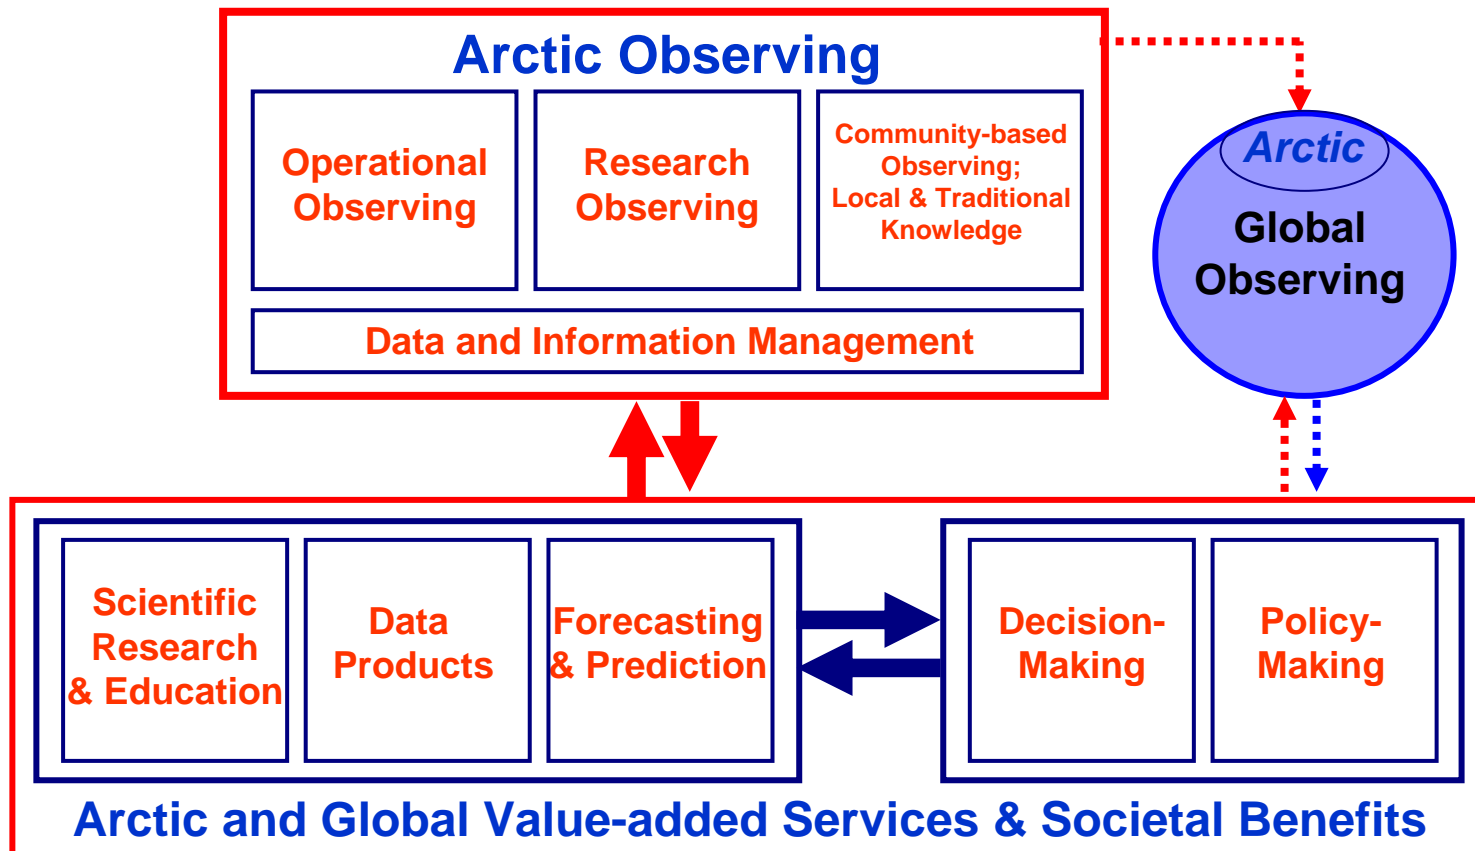 Arctic Observing
Operational
Observing
Research
Observing
Community-based
Observing;
Local & Traditional
Knowledge
Data and Information Management
Arctic
Global
Observing
Scientific
Research
& Education
Data
Products
Forecasting
& Prediction
Decision-
Making
Policy-
Making
Arctic and Global Value-added Services & Societal Benefits